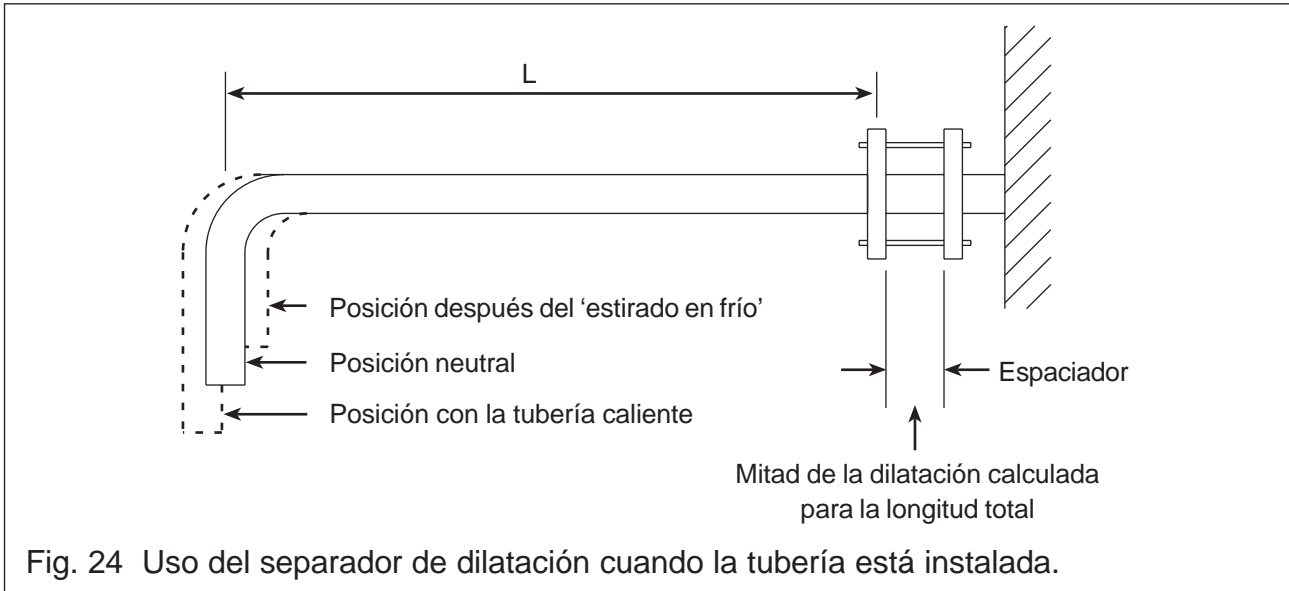 L
Posición después del ‘estirado en frío’
Posición neutral
Espaciador
Posición con la tubería caliente
Mitad de la dilatación calculada
para la longitud total
Fig. 24 Uso del separador de dilatación cuando la tubería está instalada.